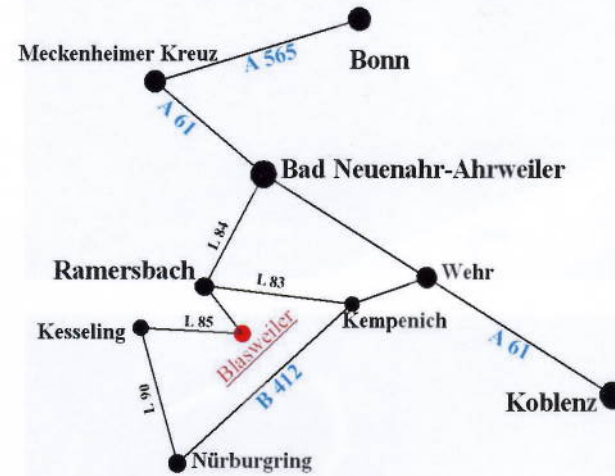 Meckenheimer Kreuz
A 565
Bonn
A 61
Bad Neuenahr-Ahrweiler
L 84
Ramersbach
L 83
Wehr
Kesseling
L 85
Blasweiler
Kempenich
A 61
L 90
B 412
Koblenz
Nürburgring